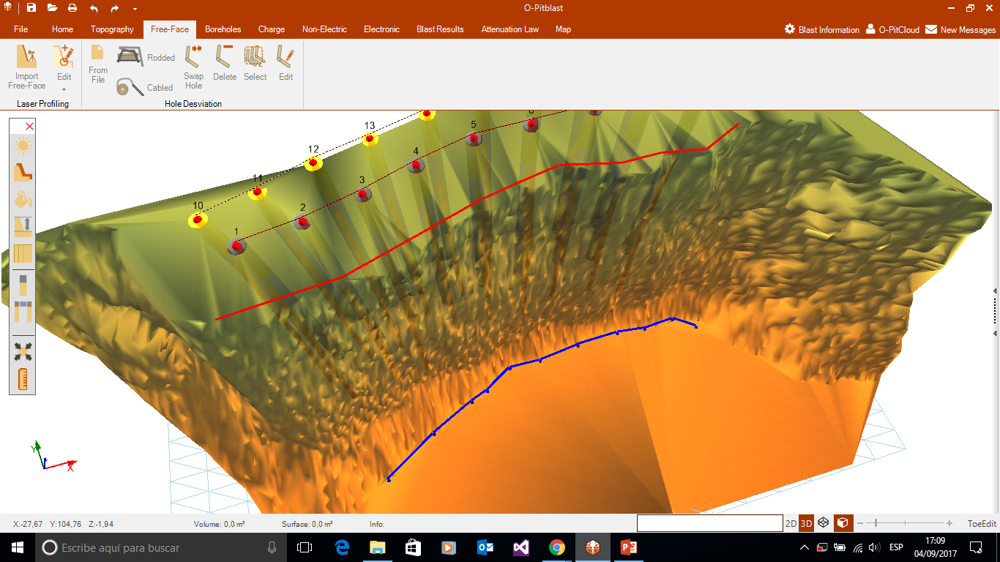 O-Pitblast
File Home Topography Free-Face Boreholes Charge Non-Electric Electronic Blast Results Attenuation Law Map Blast Information O-PitCloud New Messages
Import Free-Face
Edit
From File
Rodded
Cabled
Swap Hole
Delete
Select
Edit
Laser Profiling
Hole Desviation
13
5
12
4
11
3
10
2
1
Y
X
X:-27,67 Y:104,76 Z:-1,94 Volume: 0,0 m³ Surface: 0,0 m² Info: 2D 3D ToeEdit
Escribe aquí para buscar
ESP
17:09
04/09/2017